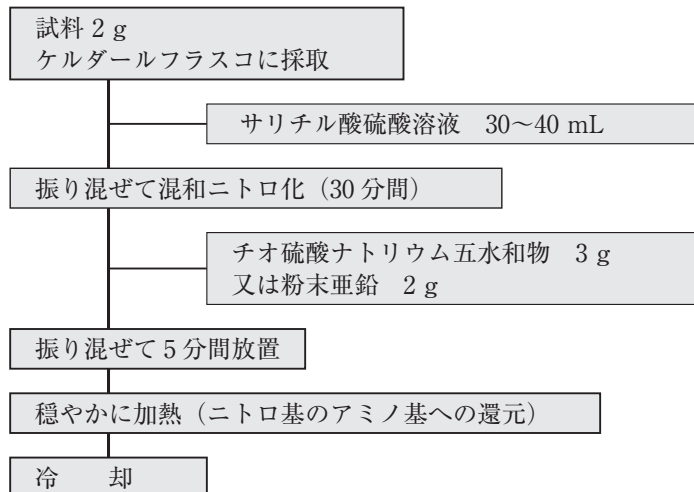 試料 2 g
ケルダールフラスコに採取
サリチル酸硫酸溶液　30～40 mL
振り混ぜて混和ニトロ化（30 分間）
チオ硫酸ナトリウム五水和物　3 g
又は粉末亜鉛　2 g
振り混ぜて 5 分間放置
穏やかに加熱（ニトロ基のアミノ基への還元）
冷　　却